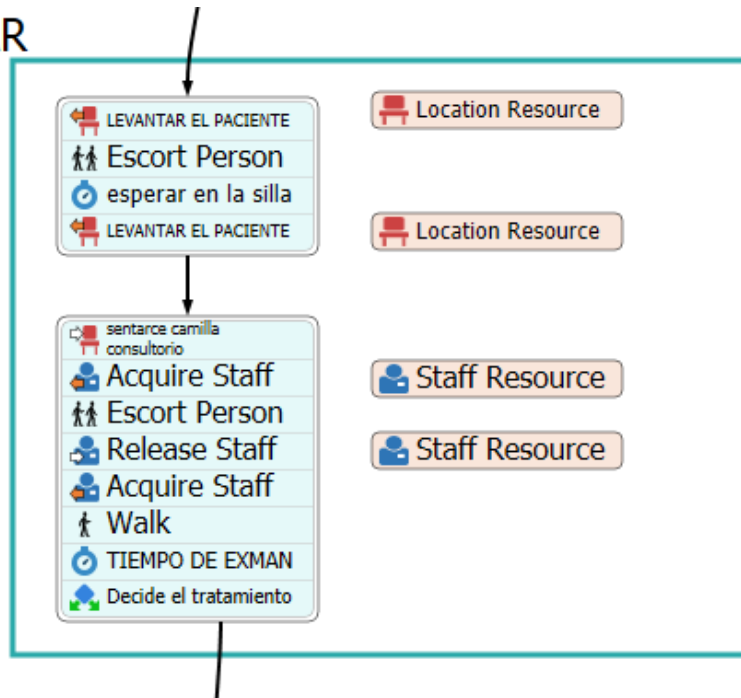 R
LEVANTAR EL PACIENTE
Location Resource
Escort Person
esperar en la silla
LEVANTAR EL PACIENTE
Location Resource
sentarce camilla
consultorio
Acquire Staff
Staff Resource
Escort Person
Release Staff
Staff Resource
Acquire Staff
Walk
TIEMPO DE EXMAN
Decide el tratamiento